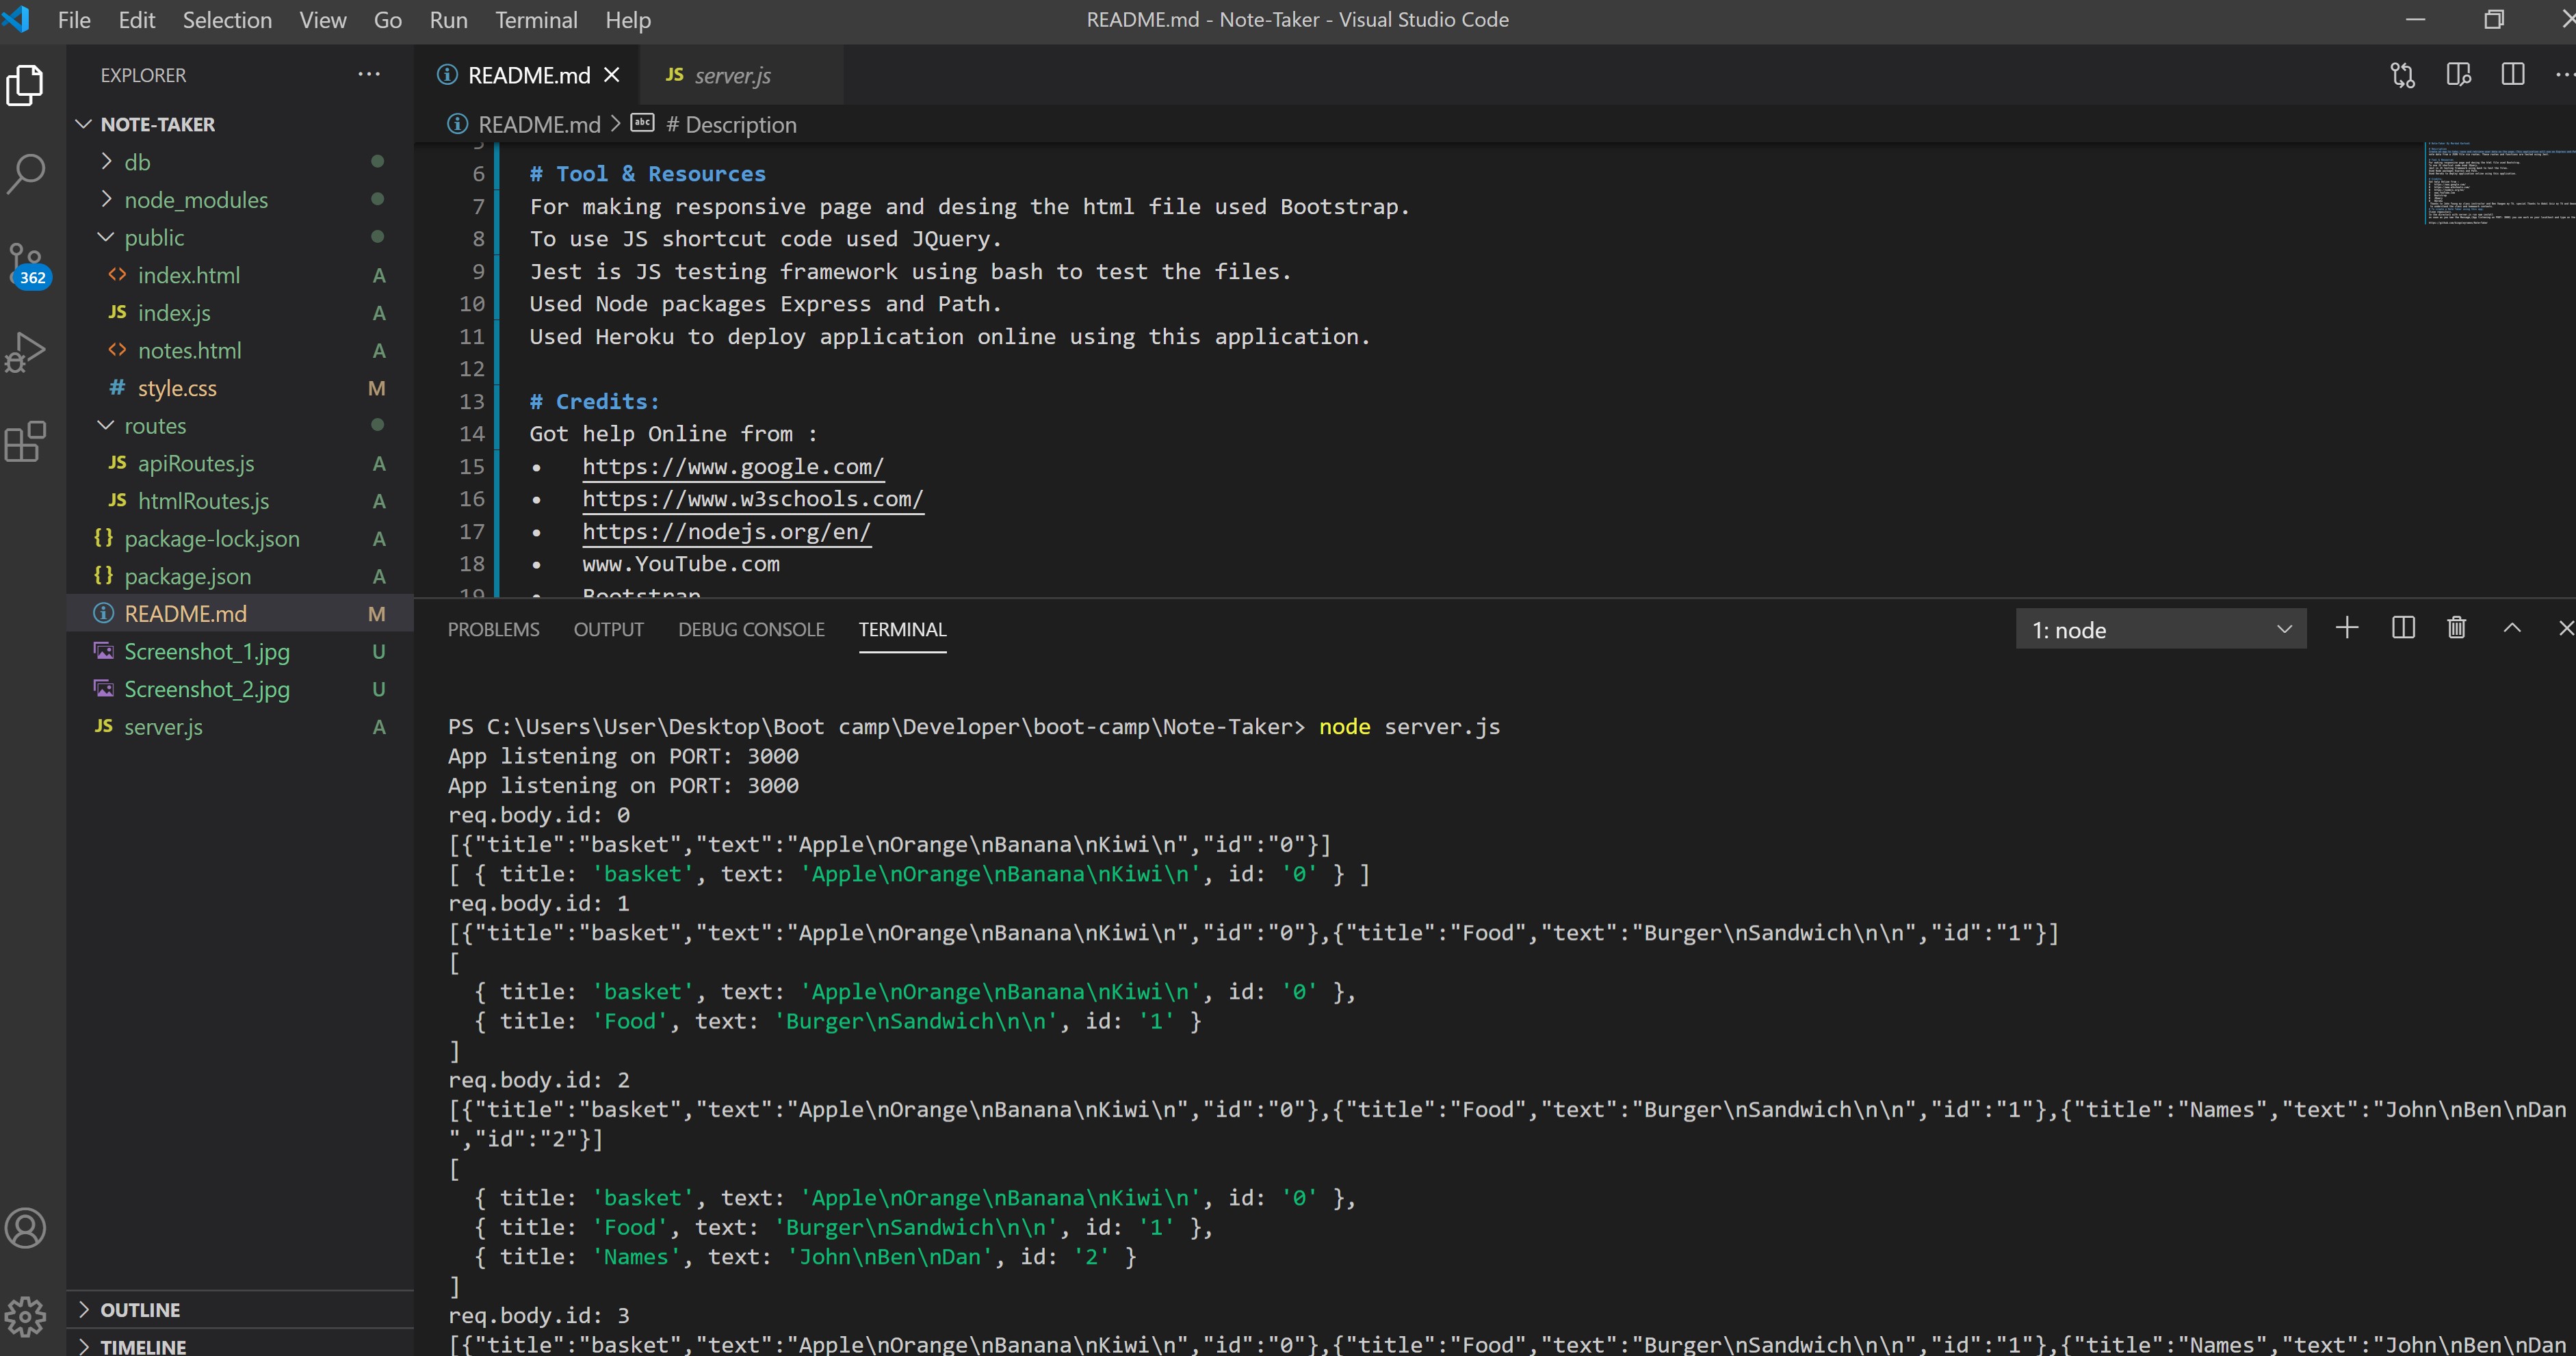 File Edit Selection View Go Run Terminal Help README.md - Note-Taker - Visual Studio Code
EXPLORER
NOTE-TAKER
db
node_modules
public
index.html A
JS index.js A
notes.html A
# style.css M
routes
JS apiRoutes.js A
JS htmlRoutes.js A
{} package-lock.json A
{} package.json A
README.md M
Screenshot_1.jpg U
Screenshot_2.jpg U
JS server.js A
OUTLINE
TIMELINE
362
README.md JS server.js
README.md > abc # Description
5
6 # Tool & Resources
7 For making responsive page and desing the html file used Bootstrap.
8 To use JS shortcut code used JQuery.
9 Jest is JS testing framework using bash to test the files.
10 Used Node packages Express and Path.
11 Used Heroku to deploy application online using this application.
12
13 # Credits:
14 Got help Online from :
15 • https://www.google.com/
16 • https://www.w3schools.com/
17 • https://nodejs.org/en/
18 • www.YouTube.com
19 • Bootstrap
PROBLEMS OUTPUT DEBUG CONSOLE TERMINAL 1: node
PS C:\Users\User\Desktop\Boot camp\Developer\boot-camp\Note-Taker> node server.js
App listening on PORT: 3000
App listening on PORT: 3000
req.body.id: 0
[{"title":"basket","text":"Apple\nOrange\nBanana\nKiwi\n","id":"0"}]
[ { title: 'basket', text: 'Apple\nOrange\nBanana\nKiwi\n', id: '0' } ]
req.body.id: 1
[{"title":"basket","text":"Apple\nOrange\nBanana\nKiwi\n","id":"0"},{"title":"Food","text":"Burger\nSandwich\n\n","id":"1"}]
[
{ title: 'basket', text: 'Apple\nOrange\nBanana\nKiwi\n', id: '0' },
{ title: 'Food', text: 'Burger\nSandwich\n\n', id: '1' }
]
req.body.id: 2
[{"title":"basket","text":"Apple\nOrange\nBanana\nKiwi\n","id":"0"},{"title":"Food","text":"Burger\nSandwich\n\n","id":"1"},{"title":"Names","text":"John\nBen\nDan
","id":"2"}]
[
{ title: 'basket', text: 'Apple\nOrange\nBanana\nKiwi\n', id: '0' },
{ title: 'Food', text: 'Burger\nSandwich\n\n', id: '1' },
{ title: 'Names', text: 'John\nBen\nDan', id: '2' }
]
req.body.id: 3
[{"title":"basket","text":"Apple\nOrange\nBanana\nKiwi\n","id":"0"},{"title":"Food","text":"Burger\nSandwich\n\n","id":"1"},{"title":"Names","text":"John\nBen\nDan